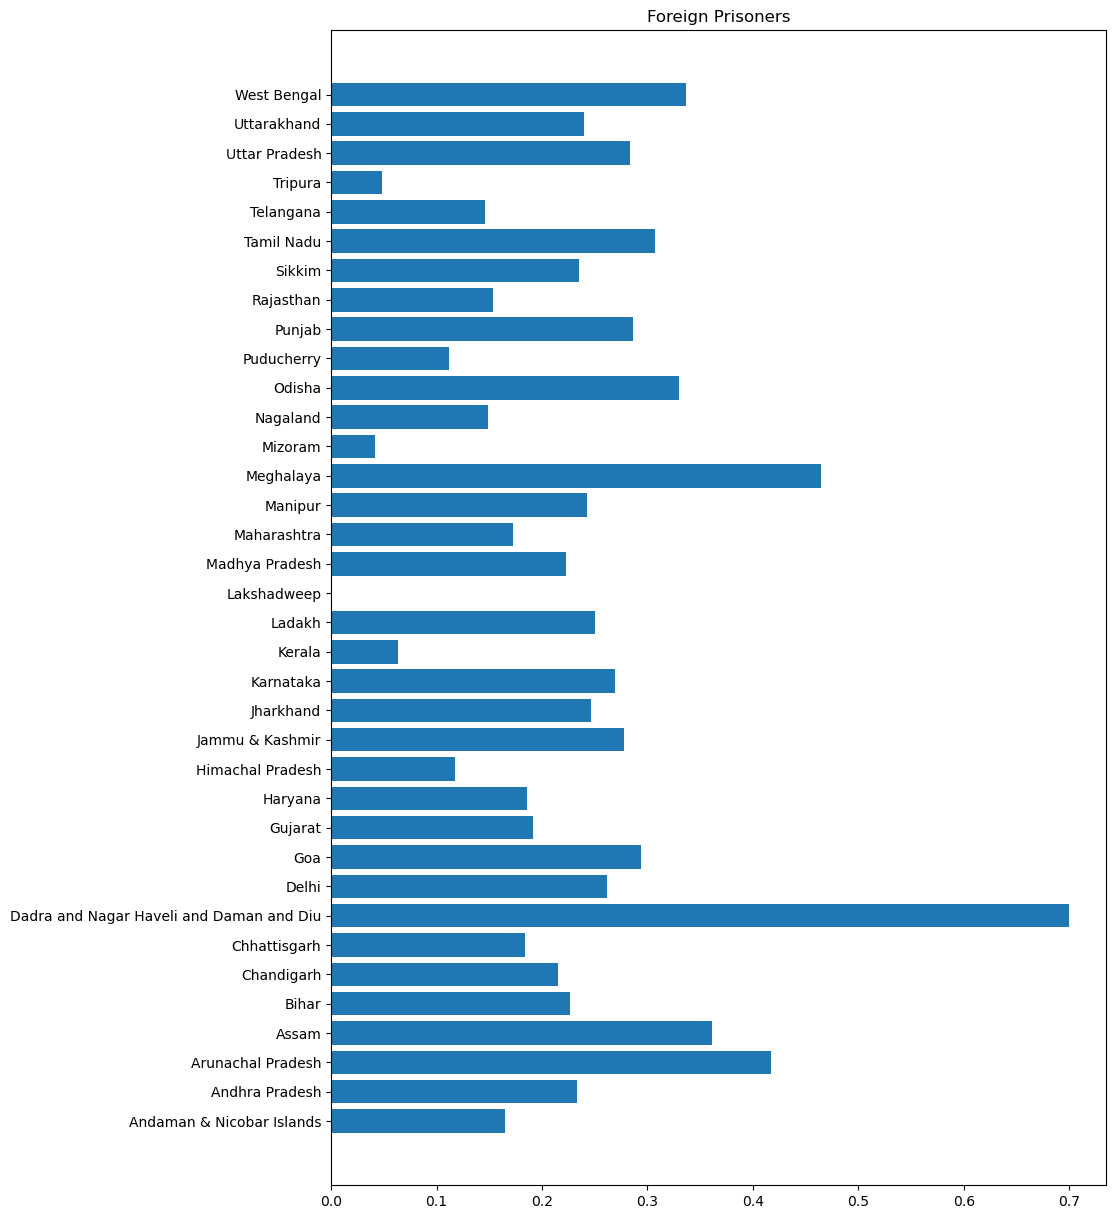 Foreign Prisoners
West Bengal
Uttarakhand
Uttar Pradesh
Tripura
Telangana
Tamil Nadu
Sikkim
Rajasthan
Punjab
Puducherry
Odisha
Nagaland
Mizoram
Meghalaya
Manipur
Maharashtra
Madhya Pradesh
Lakshadweep
Ladakh
Kerala
Karnataka
Jharkhand
Jammu & Kashmir
Himachal Pradesh
Haryana
Gujarat
Goa
Delhi
Dadra and Nagar Haveli and Daman and Diu
Chhattisgarh
Chandigarh
Bihar
Assam
Arunachal Pradesh
Andhra Pradesh
Andaman & Nicobar Islands
0.0 0.1 0.2 0.3 0.4 0.5 0.6 0.7